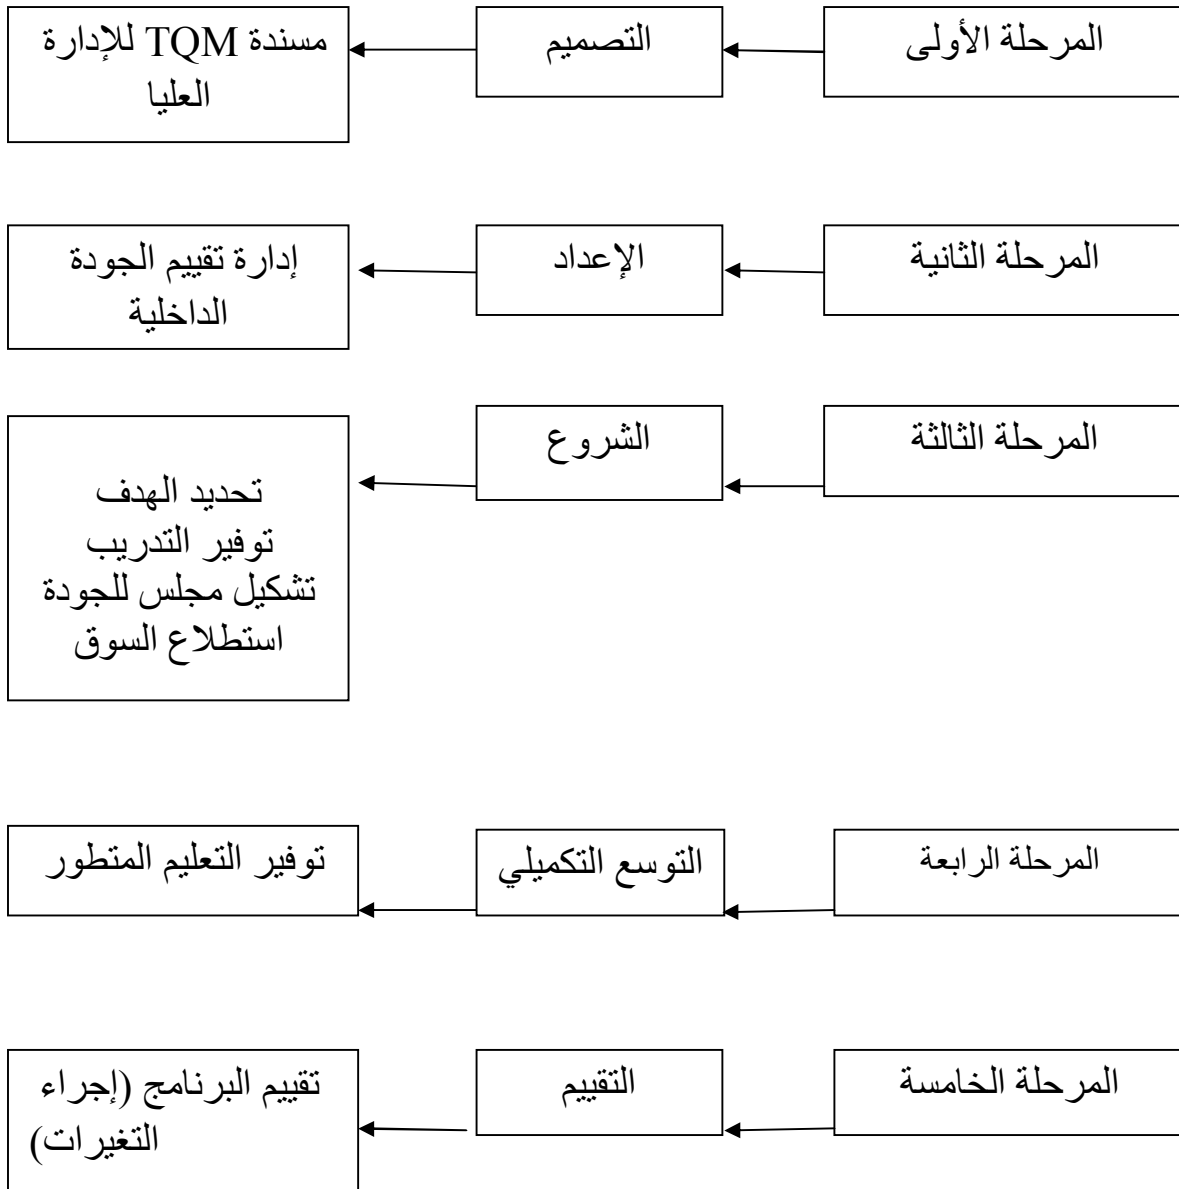 المرحلة الأولى
التصميم
مسندة TQM للإدارة
العليا
المرحلة الثانية
الإعداد
إدارة تقييم الجودة
الداخلية
المرحلة الثالثة
الشروع
تحديد الهدف
توفير التدريب
تشكيل مجلس للجودة
استطلاع السوق
المرحلة الرابعة
التوسع التكميلي
توفير التعليم المتطور
المرحلة الخامسة
التقييم
تقييم البرنامج (إجراء
التغيرات)